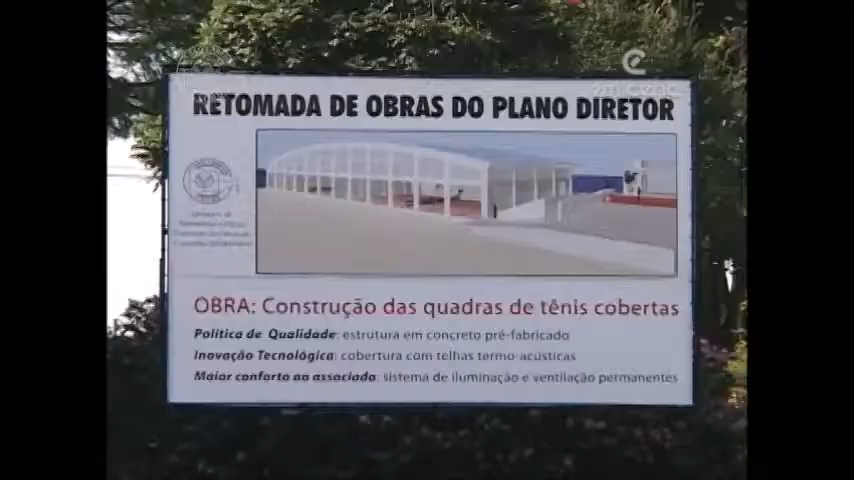 RETOMADA DE OBRAS DO PLANO DIRETOR
OBRA: Construção das quadras de tênis cobertas
Política de Qualidade: estrutura em concreto pré-fabricado
Inovação Tecnológica: cobertura com telhas termo-acústicas
Maior conforto ao associado: sistema de iluminação e ventilação permanentes